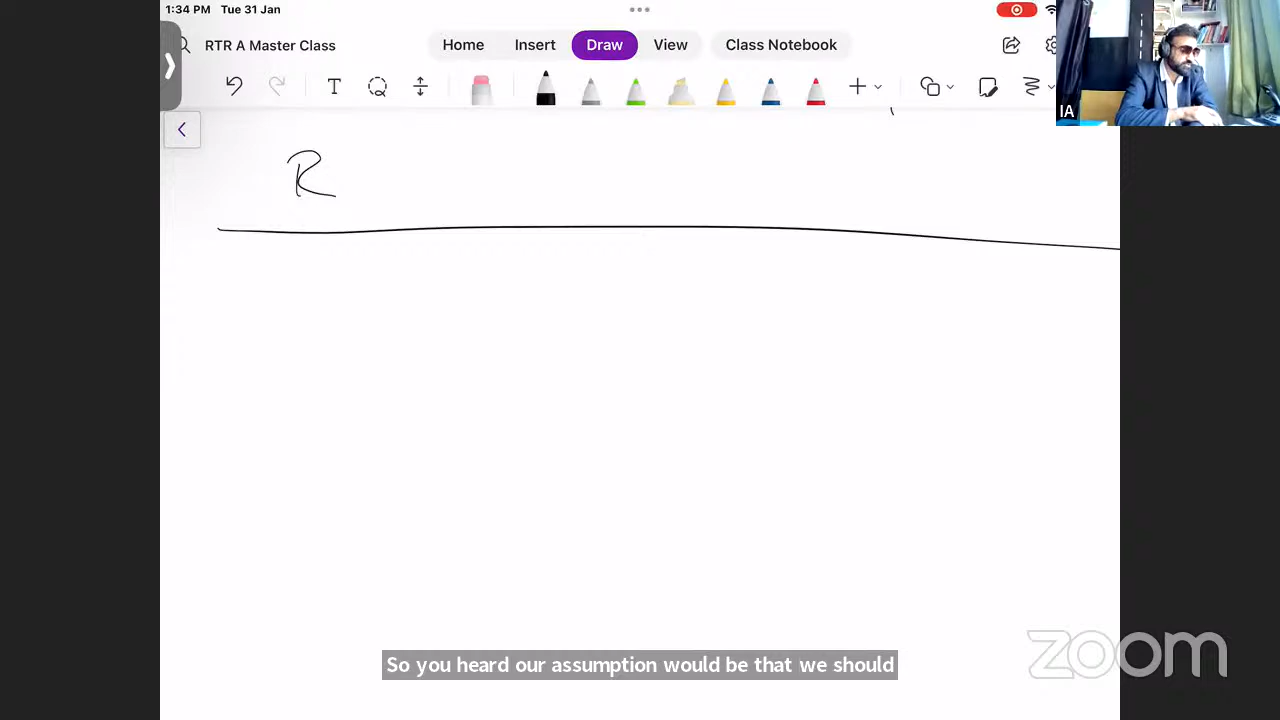 1:34 PM Tue 31 Jan
RTR A Master Class
Home Insert Draw View Class Notebook
T
IA
R
So you heard our assumption would be that we should
zoom